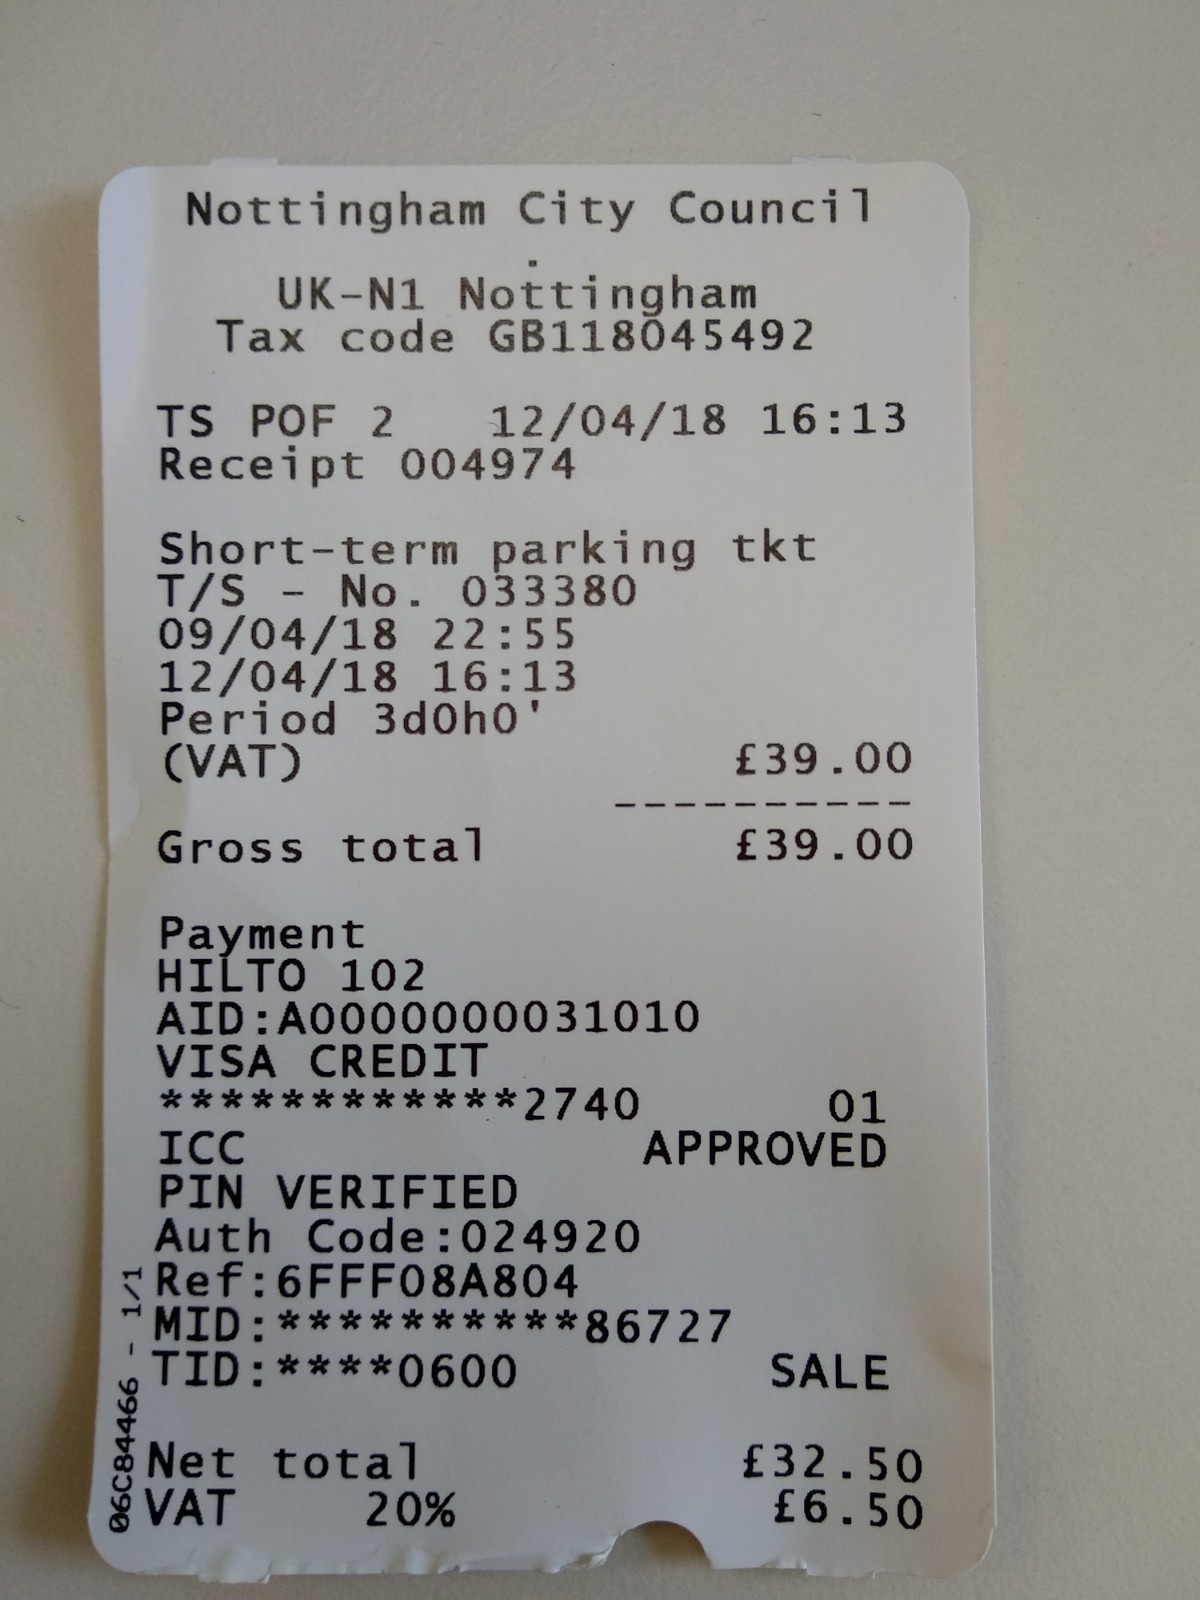 Nottingham City Council
.
UK-N1 Nottingham
Tax code GB118045492
TS POF 2 12/04/18 16:13
Receipt 004974
Short-term parking tkt
T/S - No. 033380
09/04/18 22:55
12/04/18 16:13
Period 3d0h0'
(VAT) £39.00
----------
Gross total £39.00
Payment
HILTO 102
AID:A0000000031010
VISA CREDIT
************2740 01
ICC APPROVED
PIN VERIFIED
Auth Code:024920
Ref:6FFF08A804
MID:**********86727
TID:****0600 SALE
Net total £32.50
VAT 20% £6.50
06C84466 - 1/1